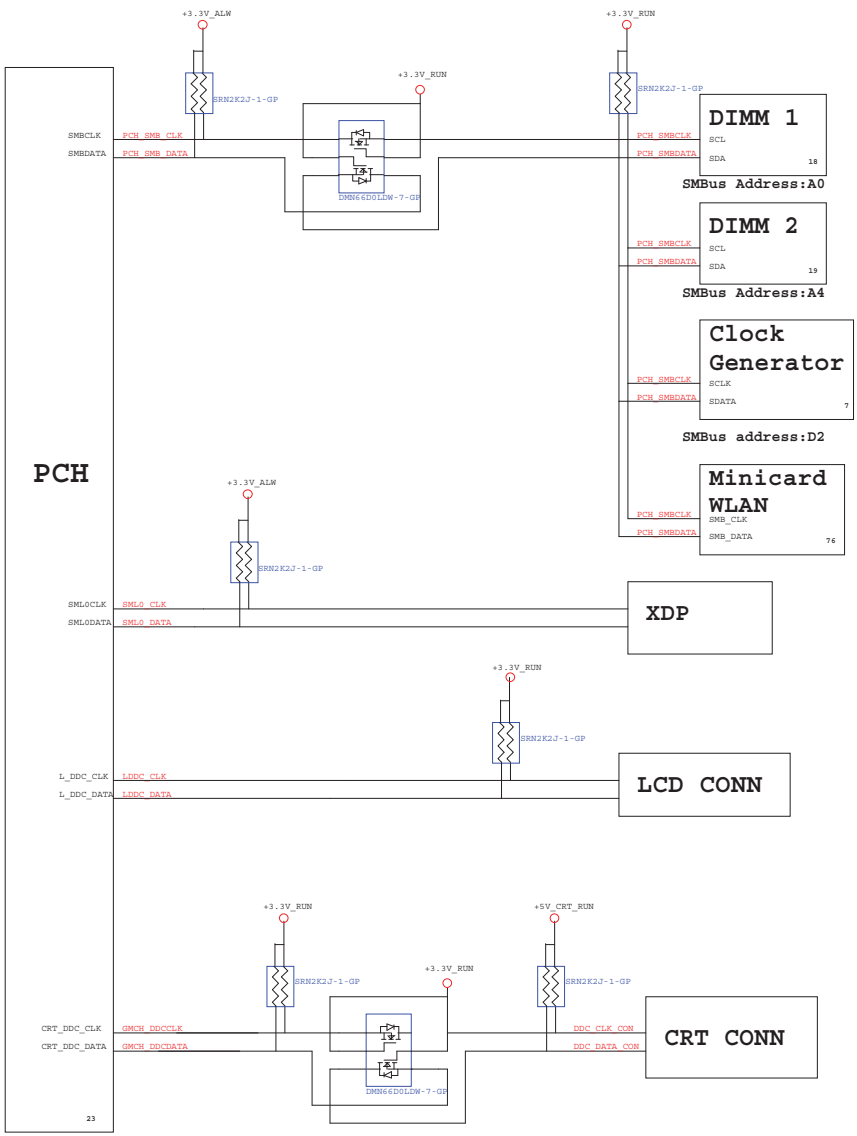 +3.3V_ALW
+3.3V_RUN
+3.3V_RUN
SRN2K2J-1-GP
SRN2K2J-1-GP
DIMM 1
SMBCLK
PCH_SMB_CLK
PCH_SMBCLK
SCL
SMBDATA
PCH_SMB_DATA
PCH_SMBDATA
SDA
18
SMBus Address:A0
DMN66D0LDW-7-GP
DIMM 2
PCH_SMBCLK
SCL
PCH_SMBDATA
SDA
19
SMBus Address:A4
Clock
Generator
PCH_SMBCLK
SCLK
PCH_SMBDATA
SDATA
7
SMBus address:D2
PCH
Minicard
WLAN
+3.3V_ALW
PCH_SMBCLK
SMB_CLK
PCH_SMBDATA
SMB_DATA
76
SRN2K2J-1-GP
SML0CLK
SML0_CLK
XDP
SML0DATA
SML0_DATA
+3.3V_RUN
SRN2K2J-1-GP
L_DDC_CLK
LDDC_CLK
LCD CONN
L_DDC_DATA
LDDC_DATA
+3.3V_RUN
+5V_CRT_RUN
+3.3V_RUN
SRN2K2J-1-GP
SRN2K2J-1-GP
CRT_DDC_CLK
GMCH_DDCCLK
DDC_CLK_CON
CRT CONN
CRT_DDC_DATA
GMCH_DDCDATA
DDC_DATA_CON
DMN66D0LDW-7-GP
23